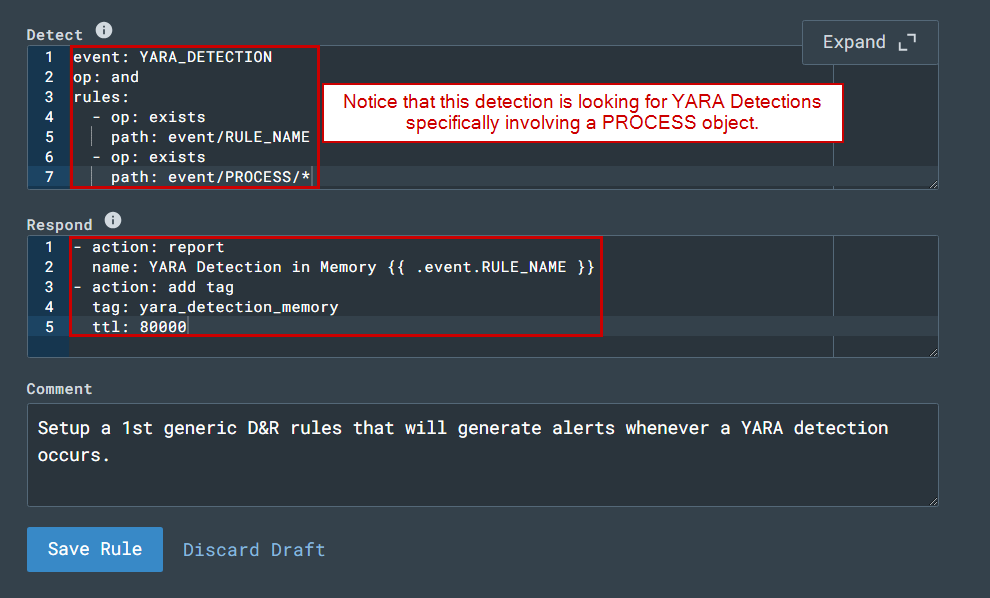 Detect
Expand
1 event: YARA_DETECTION
2 op: and
3 rules:
4   - op: exists
5     path: event/RULE_NAME
6   - op: exists
7     path: event/PROCESS/*
Notice that this detection is looking for YARA Detections
specifically involving a PROCESS object.
Respond
1 - action: report
2   name: YARA Detection in Memory {{ .event.RULE_NAME }}
3 - action: add tag
4   tag: yara_detection_memory
5   ttl: 80000
Comment
Setup a 1st generic D&R rules that will generate alerts whenever a YARA detection
occurs.
Save Rule
Discard Draft